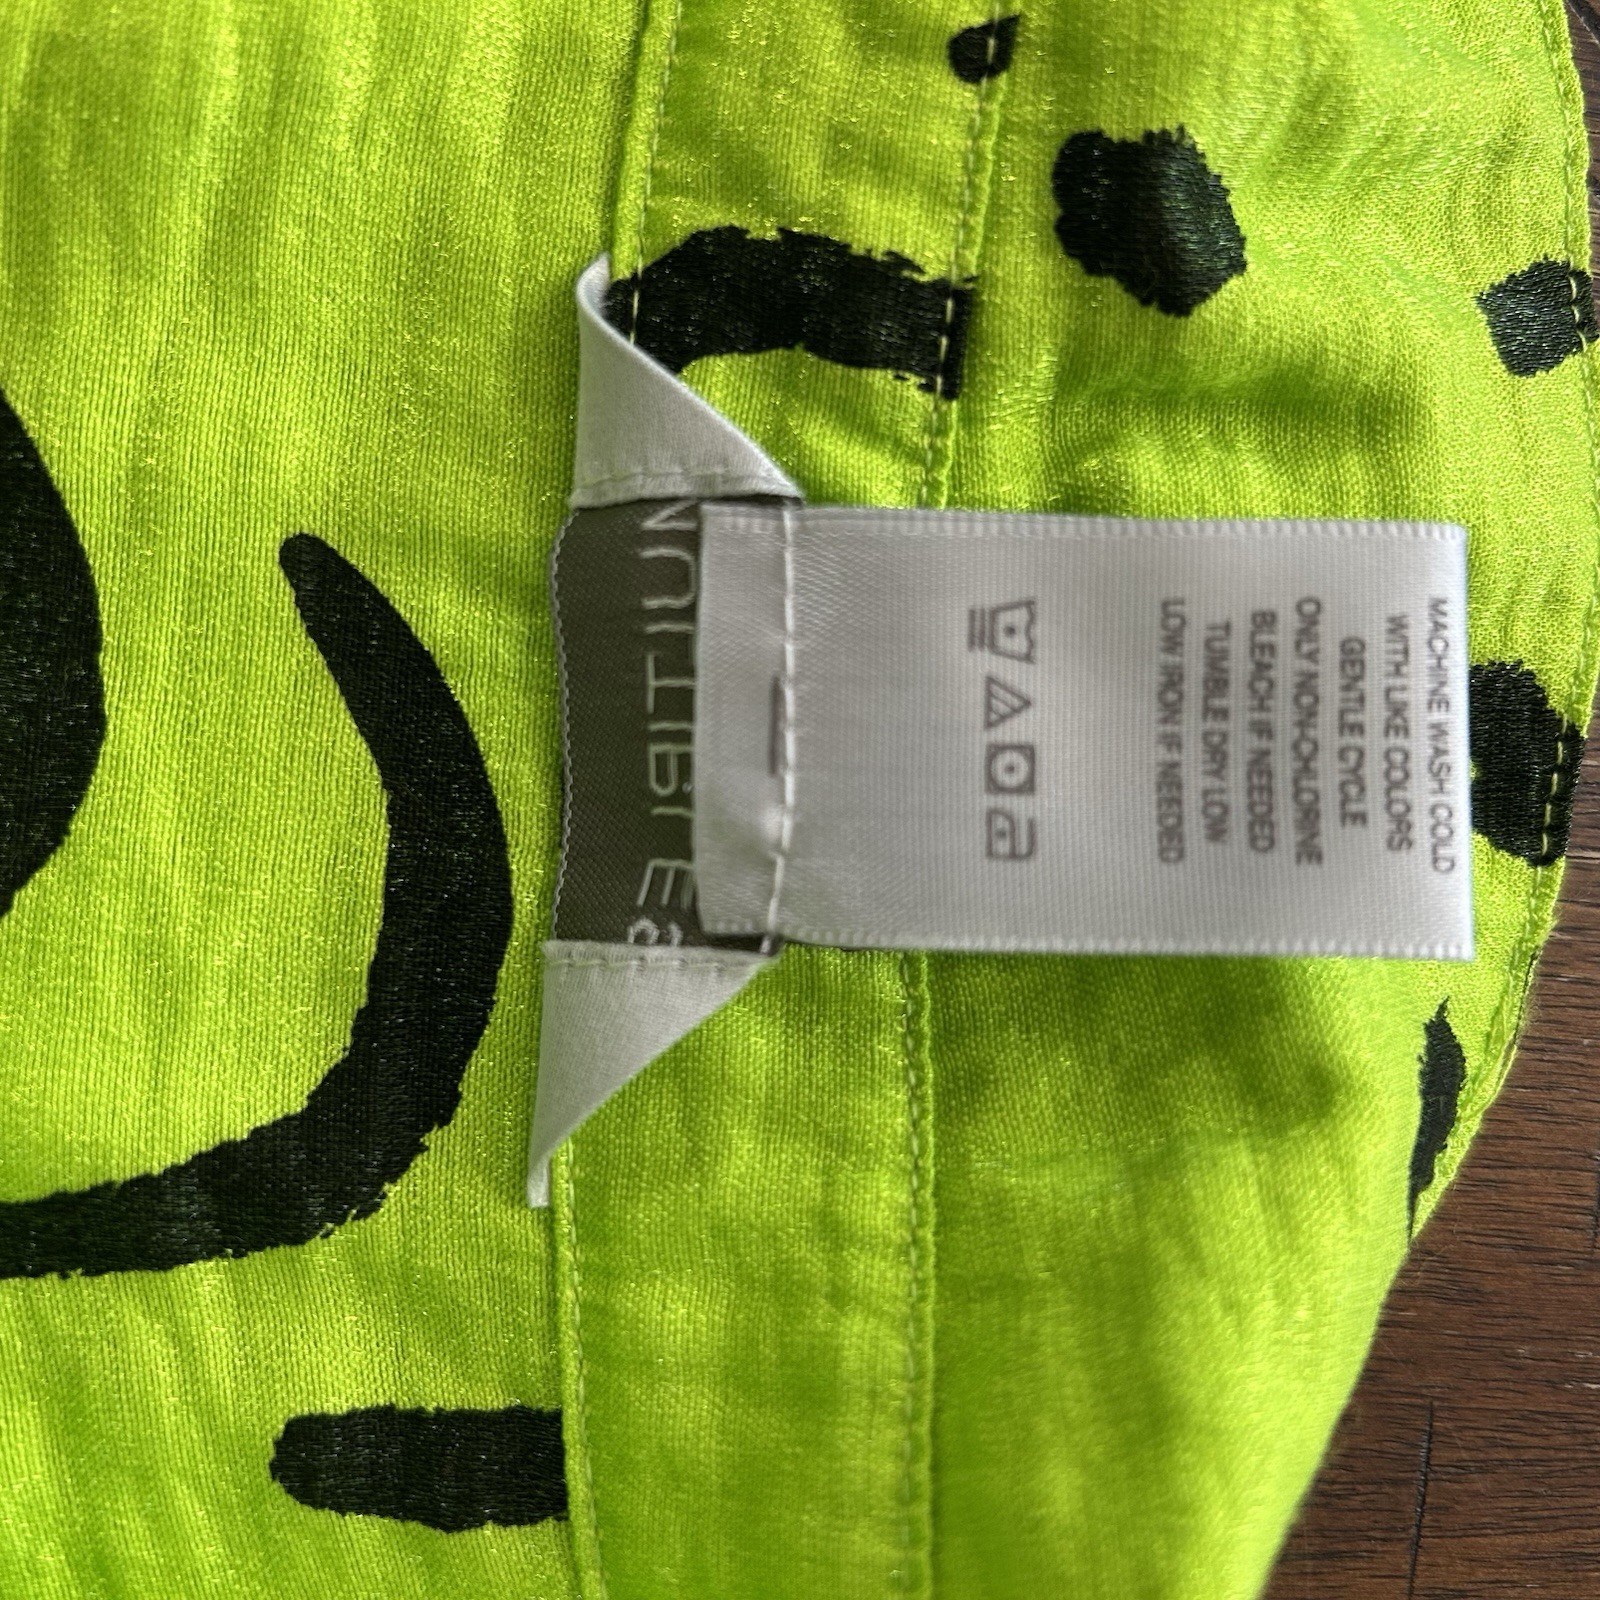 MACHINE WASH COLD
WITH LIKE COLORS
GENTLE CYCLE
ONLY NON-CHLORINE
BLEACH IF NEEDED
TUMBLE DRY LOW
LOW IRON IF NEEDED